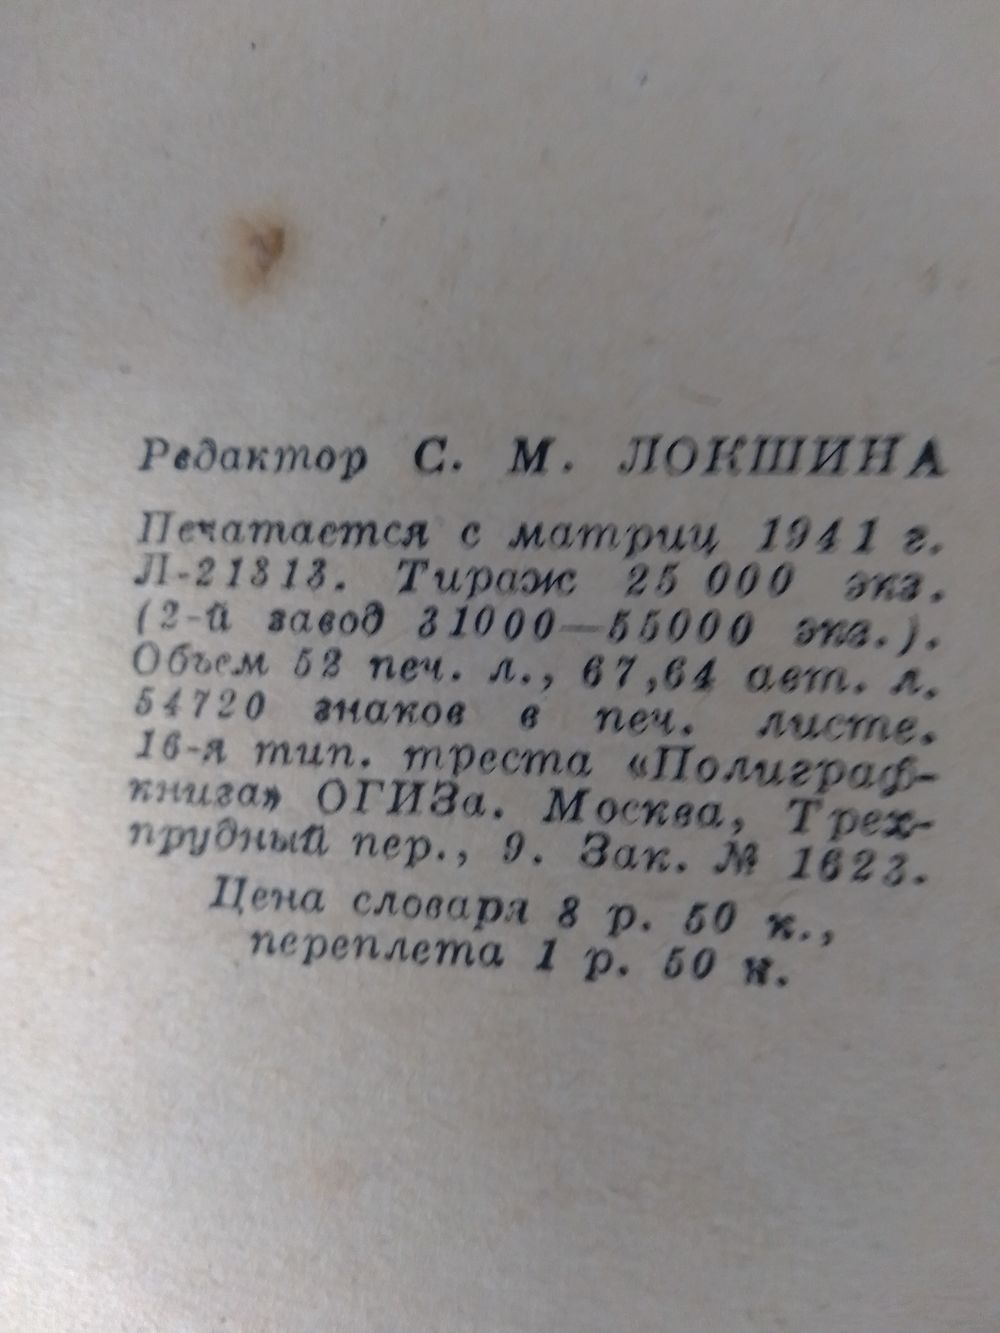 Редактор С. М. ЛОКШИНА
Печатается с матриц 1941 г.
Л-21313. Тираж 25 000 экз.
(2-й завод 31000—55000 экз.).
Объем 52 печ. л., 67,64 авт. л.
54720 знаков в печ. листе.
16-я тип. треста «Полиграф-
книга» ОГИЗа. Москва, Трех-
прудный пер., 9. Зак. № 1623.
Цена словаря 8 р. 50 к.,
переплета 1 р. 50 к.